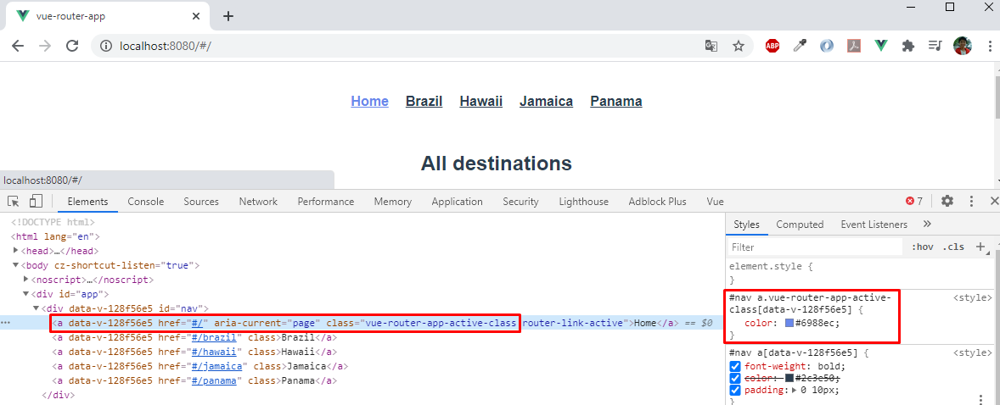 vue-router-app
localhost:8080/#/
ABP
Home Brazil Hawaii Jamaica Panama
All destinations
localhost:8080/#/
Elements Console Sources Network Performance Memory Application Security Lighthouse Adblock Plus Vue 7
<!DOCTYPE html>
<html lang="en">
<head>…</head>
<body cz-shortcut-listen="true">
<noscript>…</noscript>
<div id="app">
<div data-v-128f56e5 id="nav">
<a data-v-128f56e5 href="#/" aria-current="page" class="vue-router-app-active-class router-link-active">Home</a> == $0
<a data-v-128f56e5 href="#/brazil" class>Brazil</a>
<a data-v-128f56e5 href="#/hawaii" class>Hawaii</a>
<a data-v-128f56e5 href="#/jamaica" class>Jamaica</a>
<a data-v-128f56e5 href="#/panama" class>Panama</a>
</div>
Styles Computed Event Listeners
Filter :hov .cls
element.style {
}
#nav a.vue-router-app-active- <style>
class[data-v-128f56e5] {
color: #6988ec;
}
#nav a[data-v-128f56e5] { <style>
font-weight: bold;
color: #2c3e50;
padding: 0 10px;
}